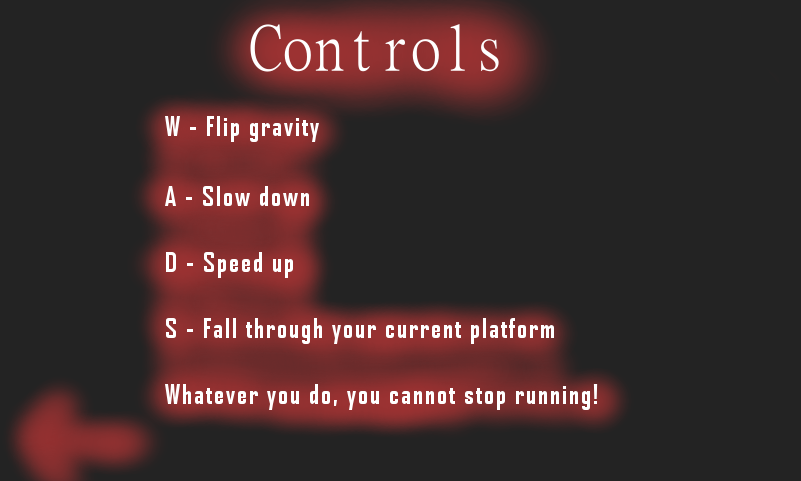 Controls
W - Flip gravity
A - Slow down
D - Speed up
S - Fall through your current platform
Whatever you do, you cannot stop running!